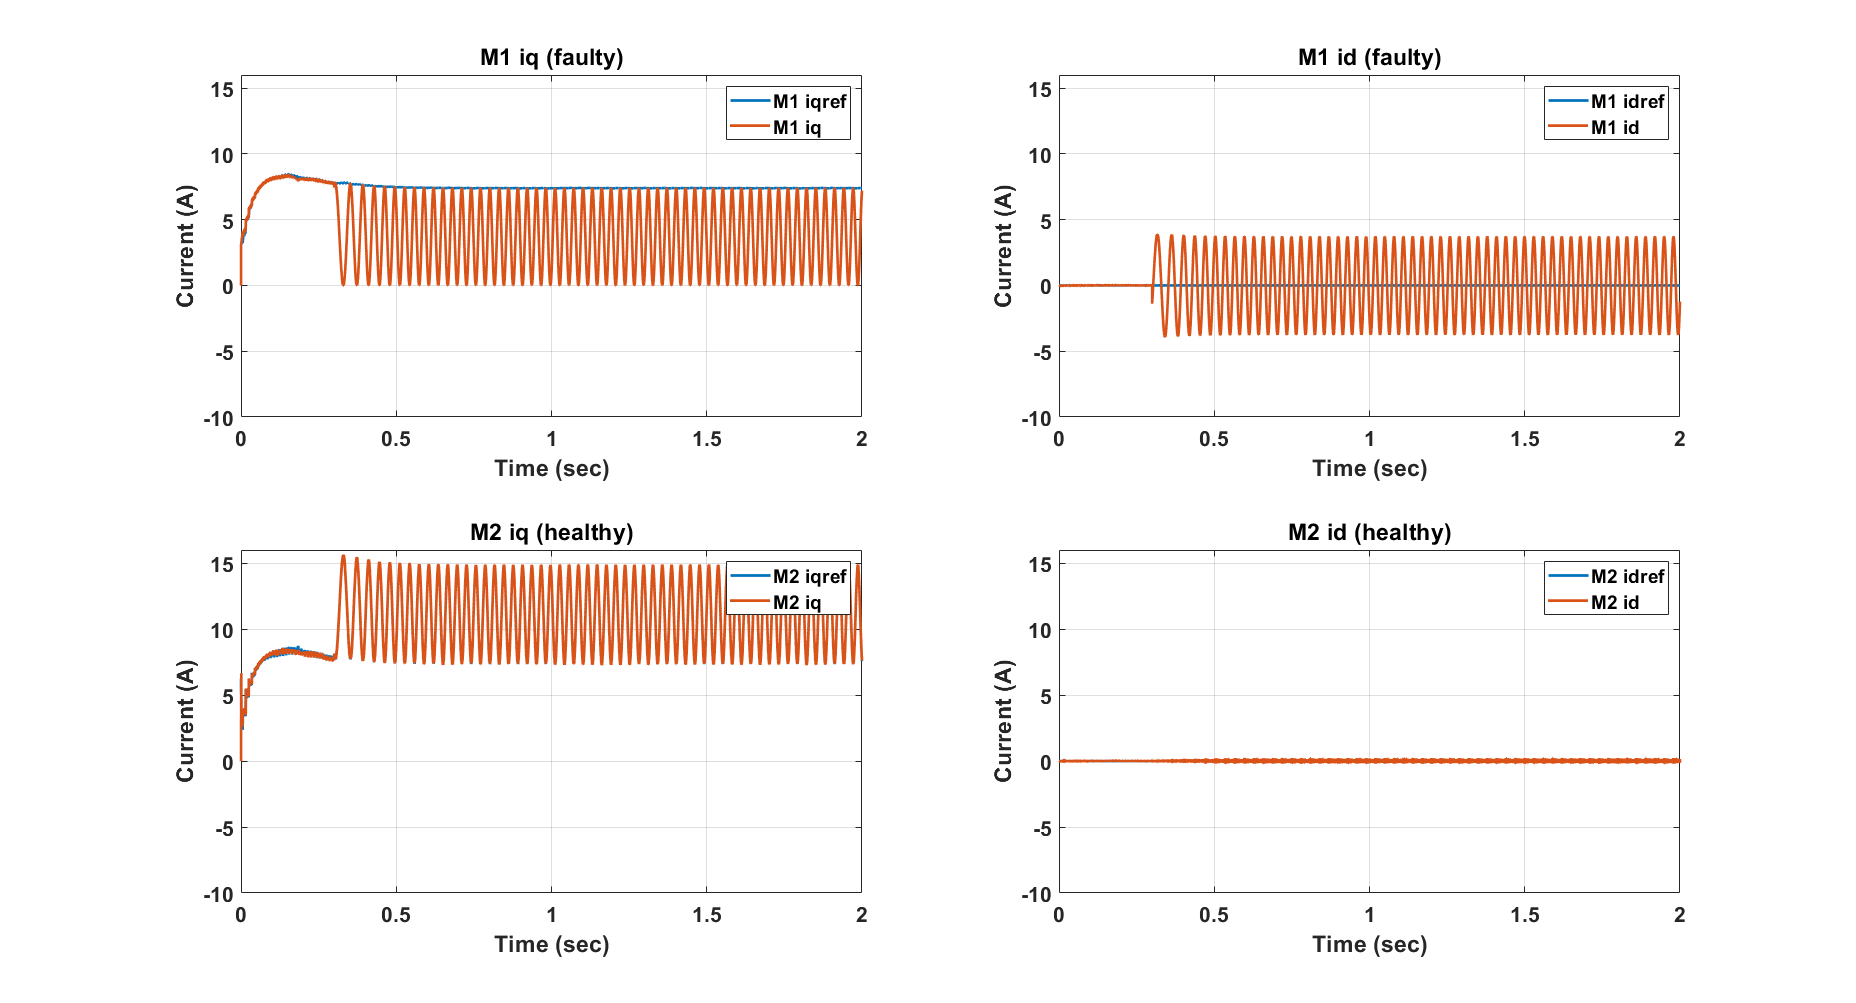 M1 iq (faulty)
15
10
5
0
-5
-10
Current (A)
0 0.5 1 1.5 2
Time (sec)
M1 iqref
M1 iq
M1 id (faulty)
15
10
5
0
-5
-10
Current (A)
0 0.5 1 1.5 2
Time (sec)
M1 idref
M1 id
M2 iq (healthy)
15
10
5
0
-5
-10
Current (A)
0 0.5 1 1.5 2
Time (sec)
M2 iqref
M2 iq
M2 id (healthy)
15
10
5
0
-5
-10
Current (A)
0 0.5 1 1.5 2
Time (sec)
M2 idref
M2 id